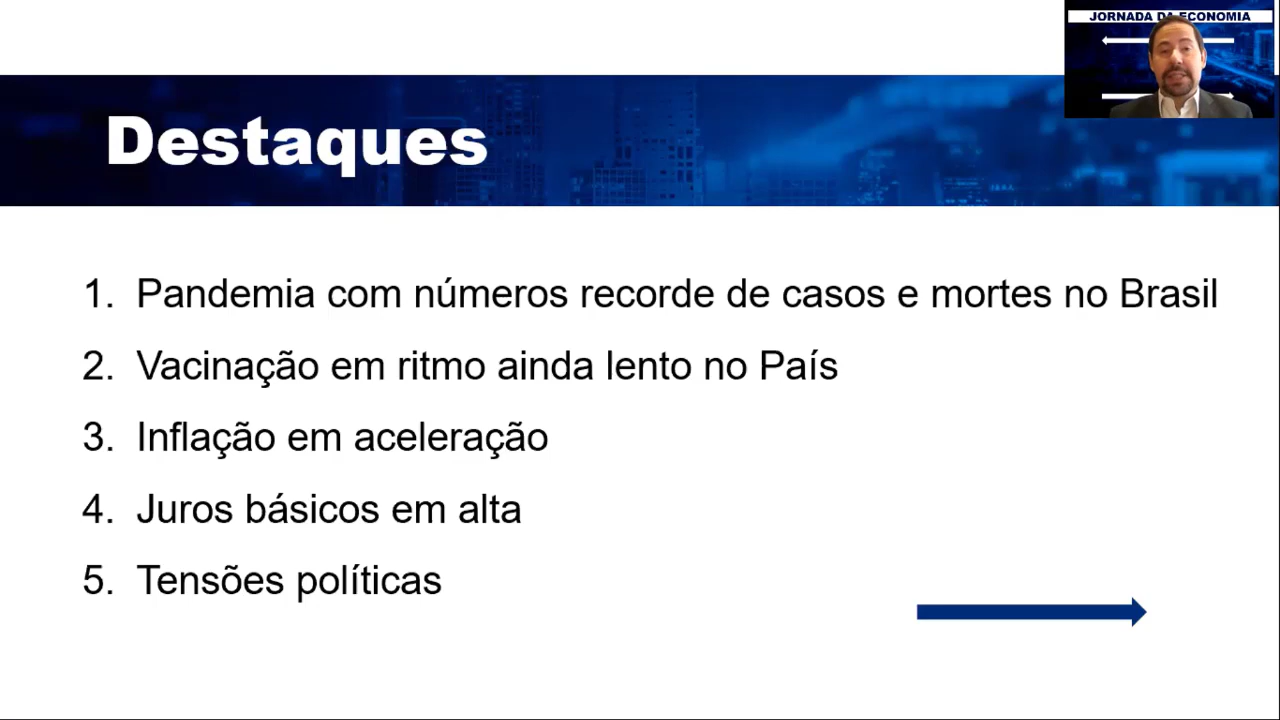 JORNADA DA ECONOMIA
Destaques
1. Pandemia com números recorde de casos e mortes no Brasil
2. Vacinação em ritmo ainda lento no País
3. Inflação em aceleração
4. Juros básicos em alta
5. Tensões políticas